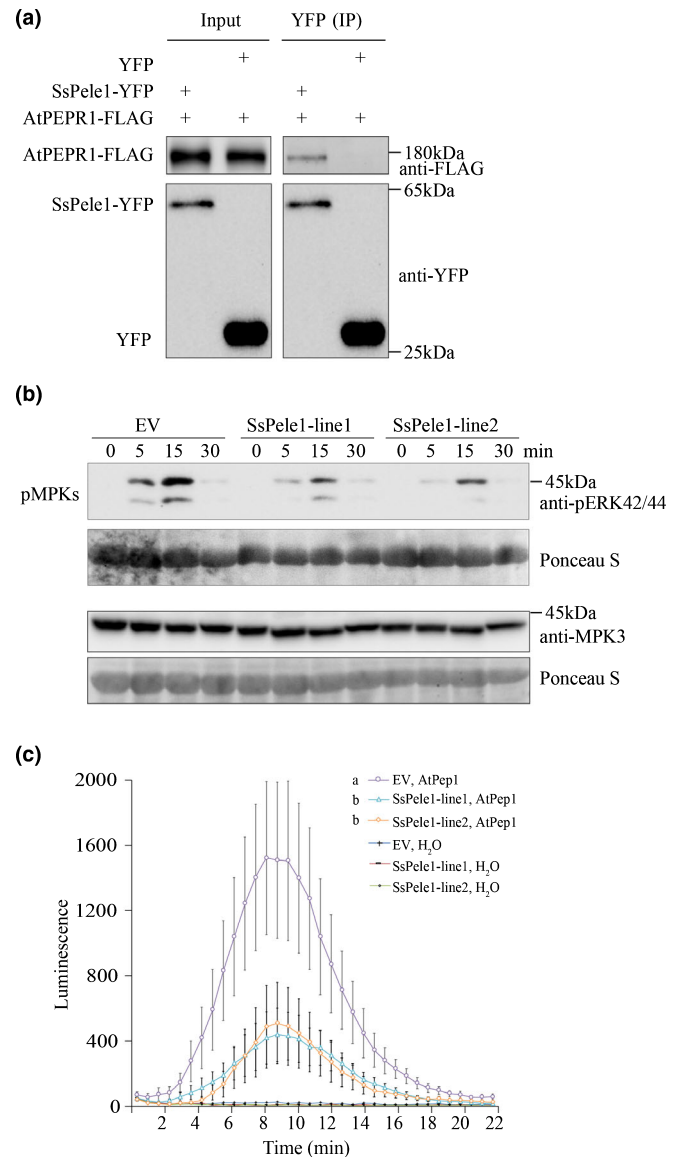 (a)
Input YFP (IP)
YFP + +
SsPele1-YFP + +
AtPEPR1-FLAG + + + +
AtPEPR1-FLAG 180kDa
anti-FLAG
65kDa
SsPele1-YFP
anti-YFP
YFP
25kDa
(b)
EV SsPele1-line1 SsPele1-line2
0 5 15 30 0 5 15 30 0 5 15 30 min
45kDa
pMPKs anti-pERK42/44
Ponceau S
45kDa
anti-MPK3
Ponceau S
(c)
2000
1600
1200
800
400
0
Luminescence
a EV, AtPep1
b SsPele1-line1, AtPep1
b SsPele1-line2, AtPep1
EV, H₂O
SsPele1-line1, H₂O
SsPele1-line2, H₂O
2 4 6 8 10 12 14 16 18 20 22
Time (min)